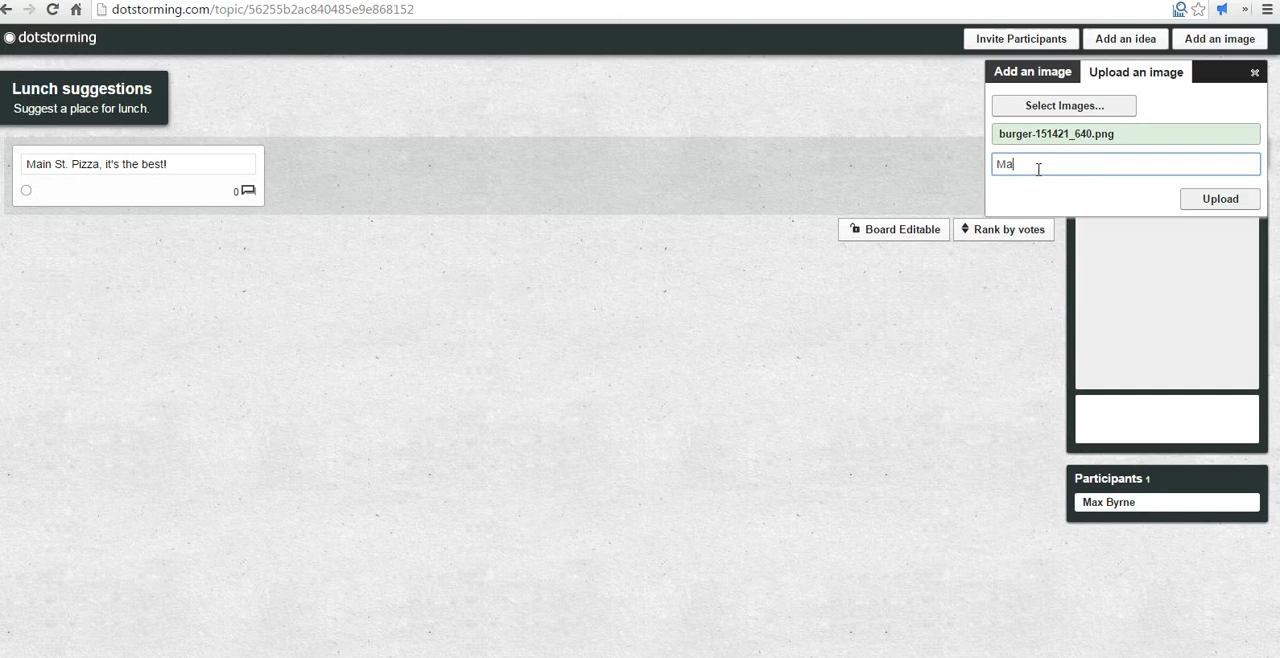 dotstorming.com/topic/56255b2ac840485e9e868152
»
dotstorming
Invite Participants
Add an idea
Add an image
Add an image
Upload an image
Lunch suggestions
Suggest a place for lunch.
Select Images...
burger-151421_640.png
Main St. Pizza, it's the best!
Ma
0
Upload
Board Editable
Rank by votes
Participants 1
Max Byrne